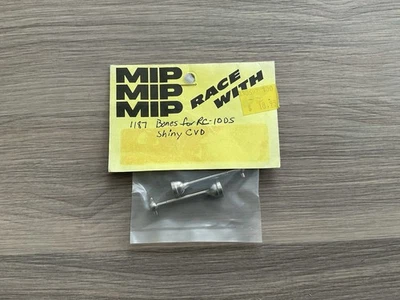 MIP
MIP
MIP
RACE
WITH
1187 Bones for RC-10DS
Shiny CVD